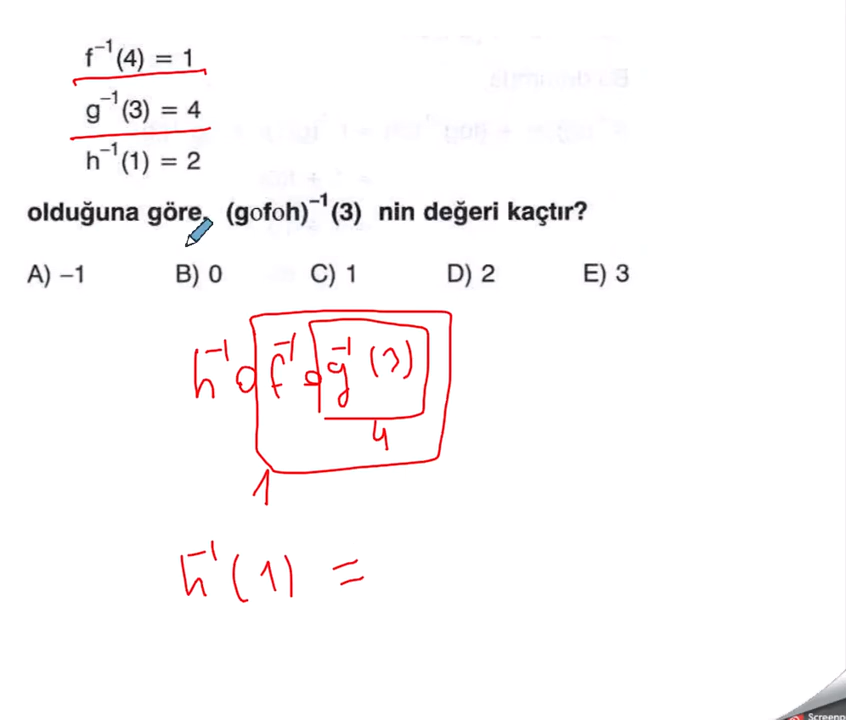 f⁻¹(4) = 1
g⁻¹(3) = 4
h⁻¹(1) = 2
olduğuna göre, (gofoh)⁻¹(3) nin değeri kaçtır?
A) −1 B) 0 C) 1 D) 2 E) 3
h⁻¹ o f⁻¹ o g⁻¹ (3)
4
1
h⁻¹ (1) =